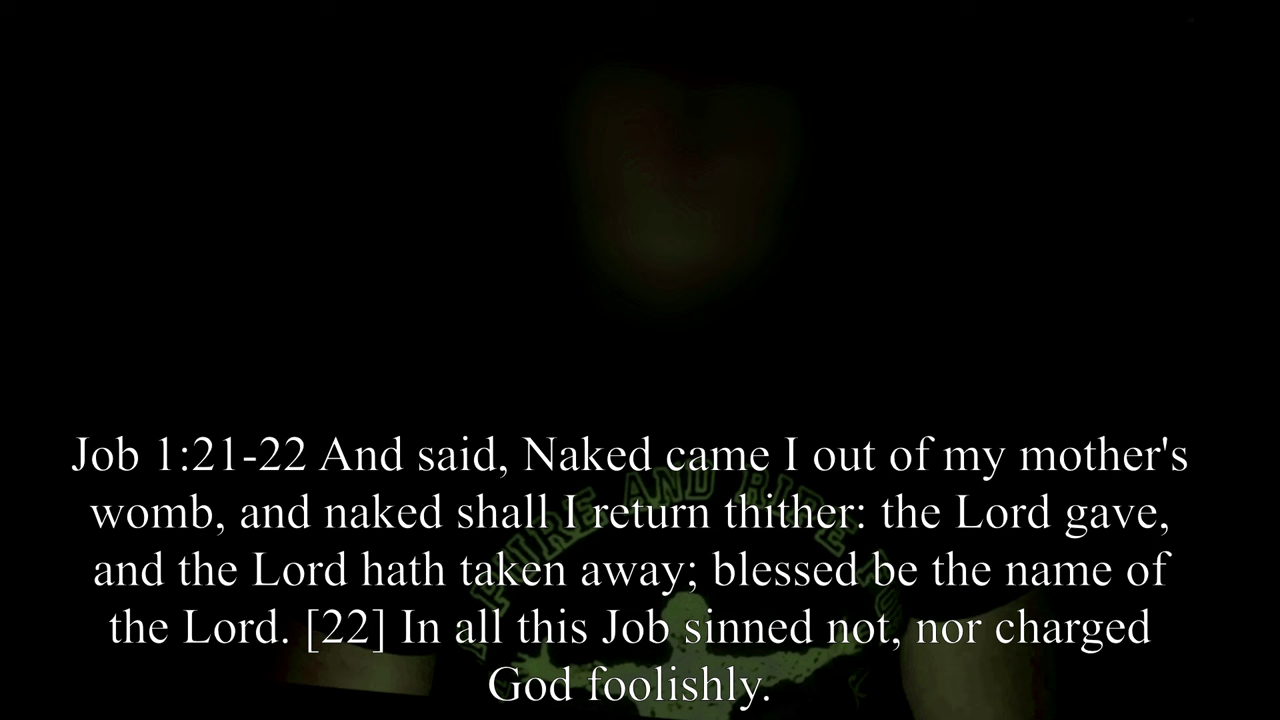 Job 1:21-22 And said, Naked came I out of my mother's
womb, and naked shall I return thither: the Lord gave,
and the Lord hath taken away; blessed be the name of
the Lord. [22] In all this Job sinned not, nor charged
God foolishly.
AND